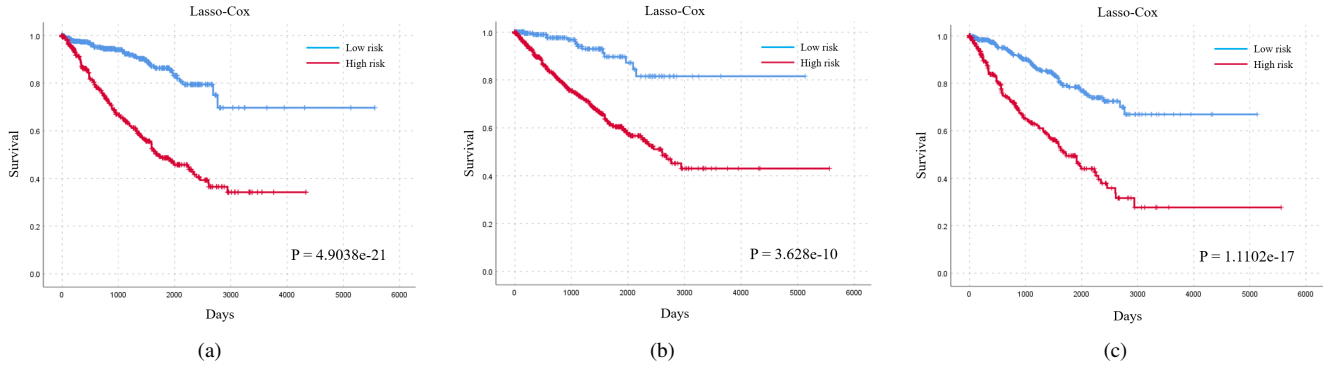 Lasso-Cox
1.0
0.8
0.6
0.4
0.2
0.0
Survival
Low risk
High risk
P = 4.9038e-21
0
1000
2000
3000
4000
5000
6000
Days
(a)
Lasso-Cox
1.0
0.8
0.6
0.4
0.2
0.0
Survival
Low risk
High risk
P = 3.628e-10
0
1000
2000
3000
4000
5000
6000
Days
(b)
Lasso-Cox
1.0
0.8
0.6
0.4
0.2
0.0
Survival
Low risk
High risk
P = 1.1102e-17
0
1000
2000
3000
4000
5000
6000
Days
(c)